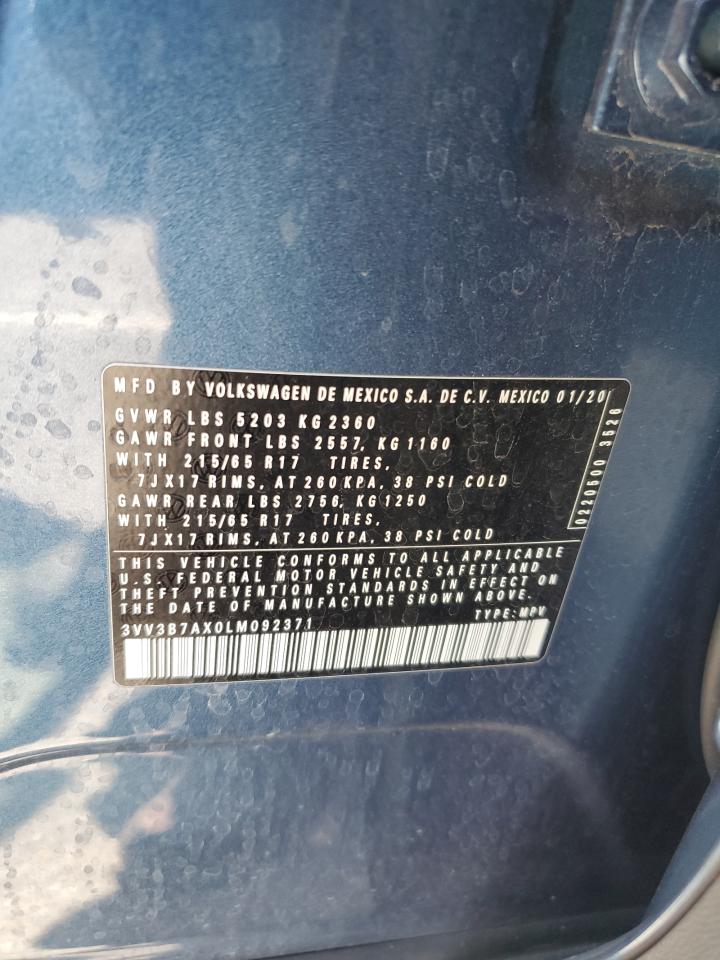 MFD BY VOLKSWAGEN DE MEXICO S.A. DE C.V. MEXICO 01/20
GVWR LBS 5203 KG 2360
GAWR FRONT LBS 2557, KG 1160
WITH 215/65 R17 TIRES,
7JX17 RIMS, AT 260 KPA, 38 PSI COLD
GAWR REAR LBS 2756, KG 1250
WITH 215/65 R17 TIRES,
7JX17 RIMS, AT 260 KPA, 38 PSI COLD
0220500 3526
THIS VEHICLE CONFORMS TO ALL APPLICABLE
U.S. FEDERAL MOTOR VEHICLE SAFETY AND
THEFT PREVENTION STANDARDS IN EFFECT ON
THE DATE OF MANUFACTURE SHOWN ABOVE.
3VV3B7AX0LM092371 TYPE: MPV